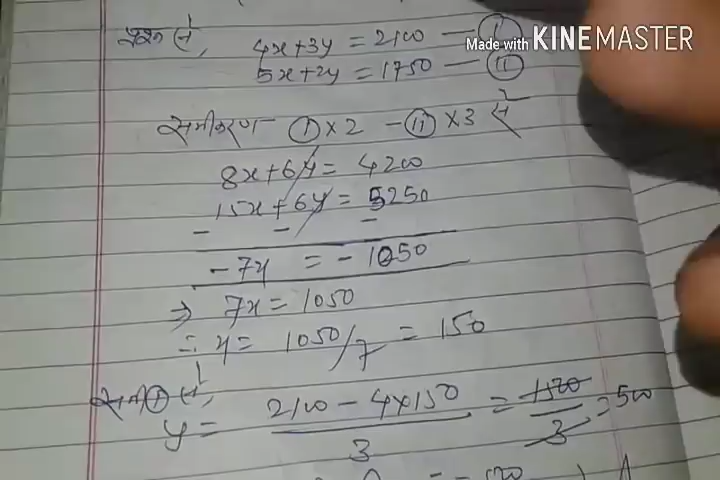 प्रश्न से, 4x+3y = 2100 — (I)
Made with KINEMASTER
5x+2y = 1750 — (II)
समीकरण (I) × 2 - (II) × 3 से
8x+6y = 4200
15x+6y = 5250
- - -
-7x = -1050
⇒ 7x = 1050
∴ x = 1050/7 = 150
समी (I) से,
y = (2100 - 4×150)/3 = 1500/3 = 500